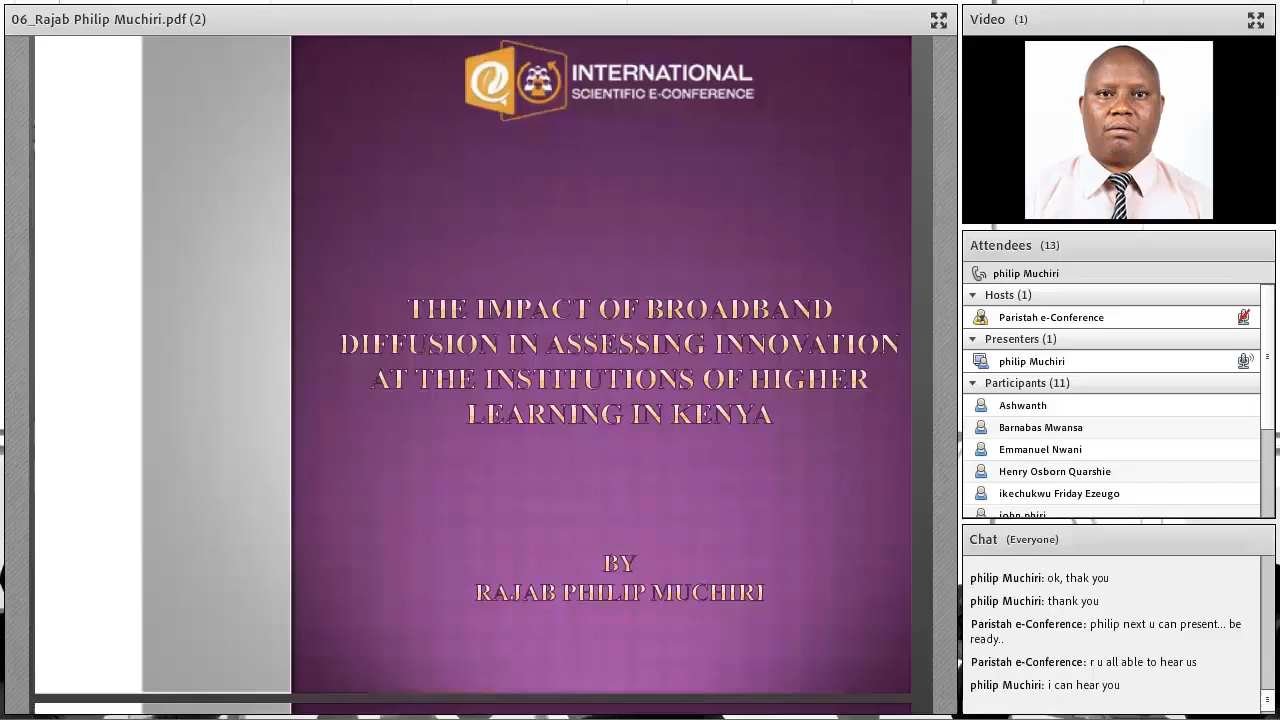 06_Rajab Philip Muchiri.pdf (2)
INTERNATIONAL
SCIENTIFIC E-CONFERENCE
THE IMPACT OF BROADBAND
DIFFUSION IN ASSESSING INNOVATION
AT THE INSTITUTIONS OF HIGHER
LEARNING IN KENYA
BY
RAJAB PHILIP MUCHIRI
Video (1)
Attendees (13)
philip Muchiri
Hosts (1)
Paristah e-Conference
Presenters (1)
philip Muchiri
Participants (11)
Ashwanth
Barnabas Mwansa
Emmanuel Nwani
Henry Osborn Quarshie
ikechukwu Friday Ezeugo
john phiri
Chat (Everyone)
philip Muchiri: ok, thak you
philip Muchiri: thank you
Paristah e-Conference: philip next u can present... be
ready..
Paristah e-Conference: r u all able to hear us
philip Muchiri: i can hear you